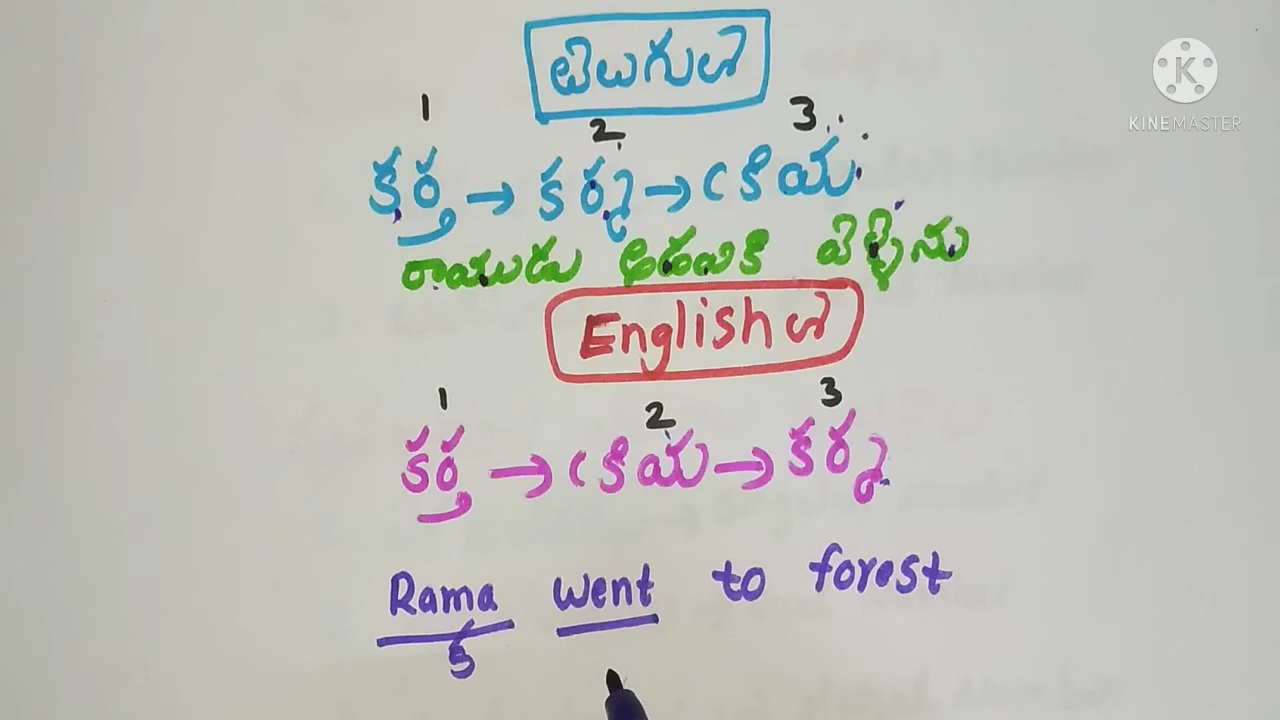 తెలుగులో
K
KINEMASTER
1 2 3
కర్త → కర్మ → క్రియ
రాముడు అడవికి వెళ్ళెను
Englishలో
1 2 3
కర్త → క్రియ → కర్మ
Rama went to forest
క